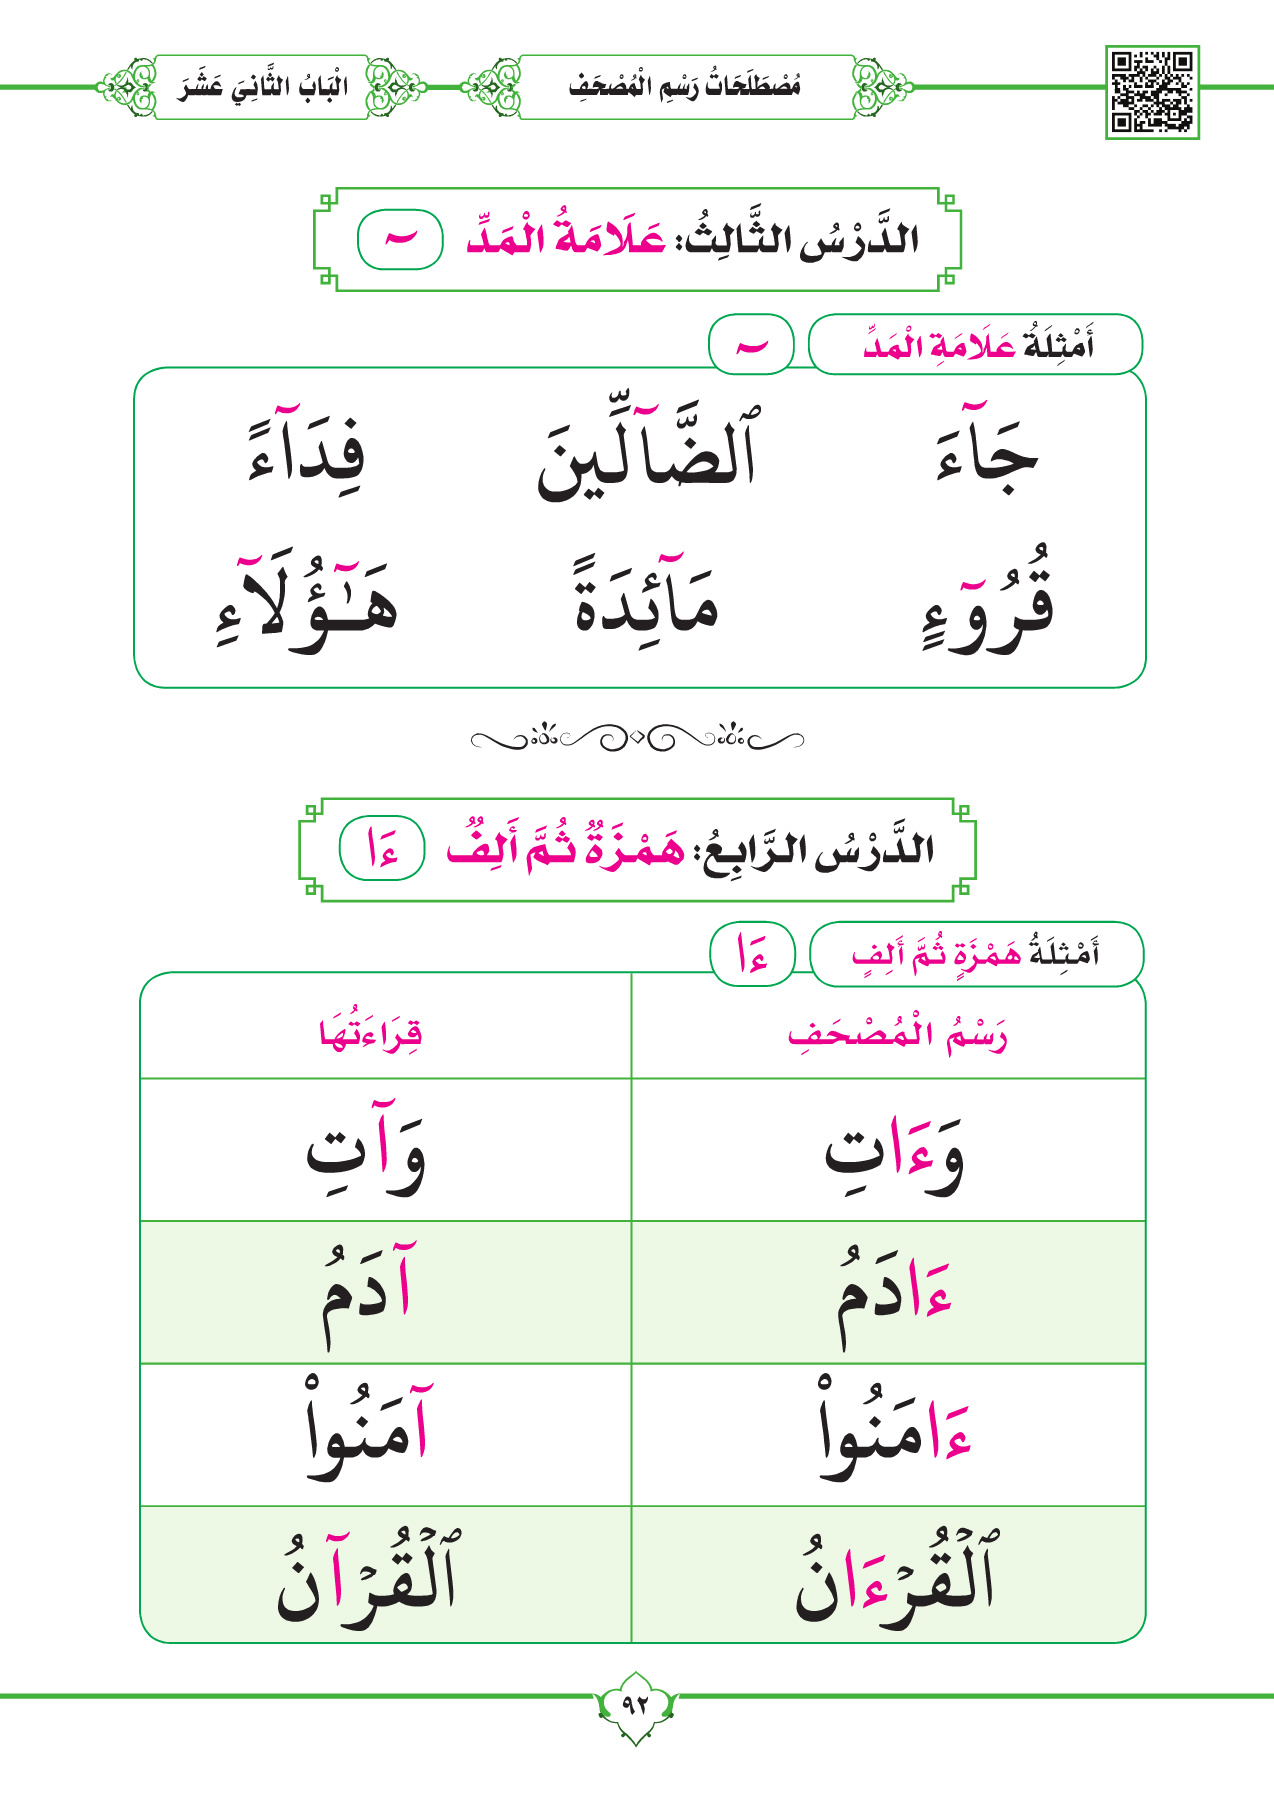 مُصْطَلَحَاتُ رَسْمِ الْمُصْحَفِ
الْبَابُ الثَّانِيَ عَشَرَ
الدَّرْسُ الثَّالِثُ: عَلَامَةُ الْمَدِّ ـٓ
أَمْثِلَةُ عَلَامَةِ الْمَدِّ ـٓ
جَآءَ ٱلضَّآلِّينَ فِدَآءً
قُرُوٓءٍ مَآئِدَةً هَـٰٓؤُلَآءِ
الدَّرْسُ الرَّابِعُ: هَمْزَةٌ ثُمَّ أَلِفٌ ءَا
أَمْثِلَةُ هَمْزَةٍ ثُمَّ أَلِفٍ ءَا
رَسْمُ الْمُصْحَفِ قِرَاءَتُهَا
وَءَاتِ وَآتِ
ءَادَمُ آدَمُ
ءَامَنُوا۟ آمَنُوا۟
ٱلْقُرْءَانُ ٱلْقُرْآنُ
٩٢